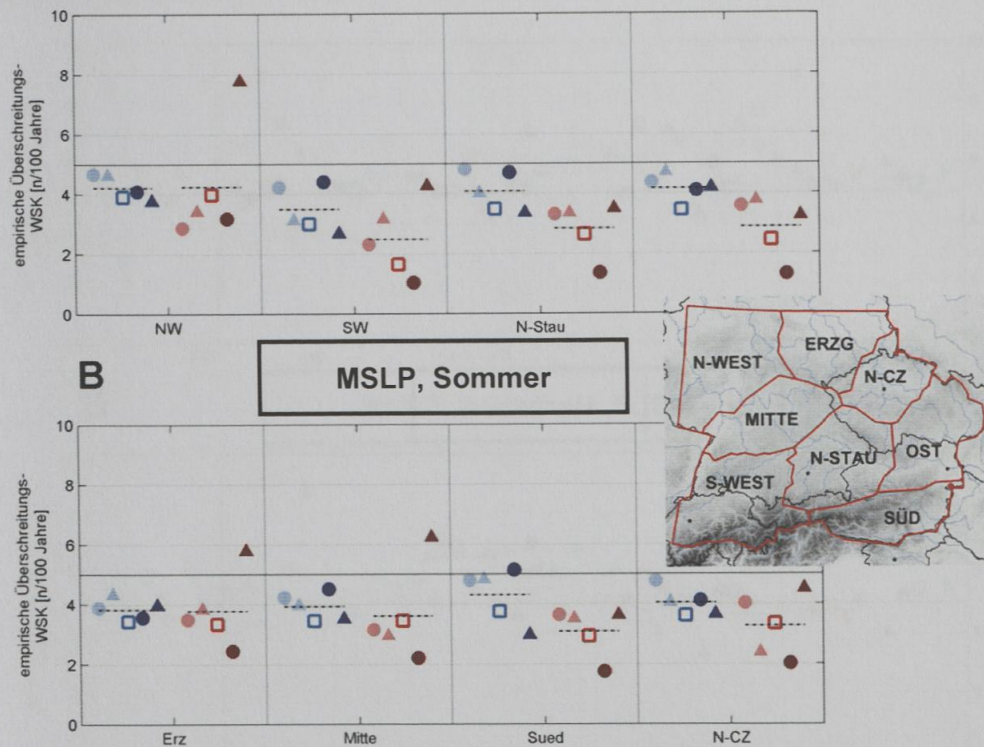 empirische Überschreitungs-
WSK [n/100 Jahre]
10
8
6
4
2
0
NW
SW
N-Stau
B
MSLP, Sommer
N-WEST
ERZG
N-CZ
MITTE
N-STAU
OST
S-WEST
SÜD
empirische Überschreitungs-
WSK [n/100 Jahre]
10
8
6
4
2
0
Erz
Mitte
Sued
N-CZ